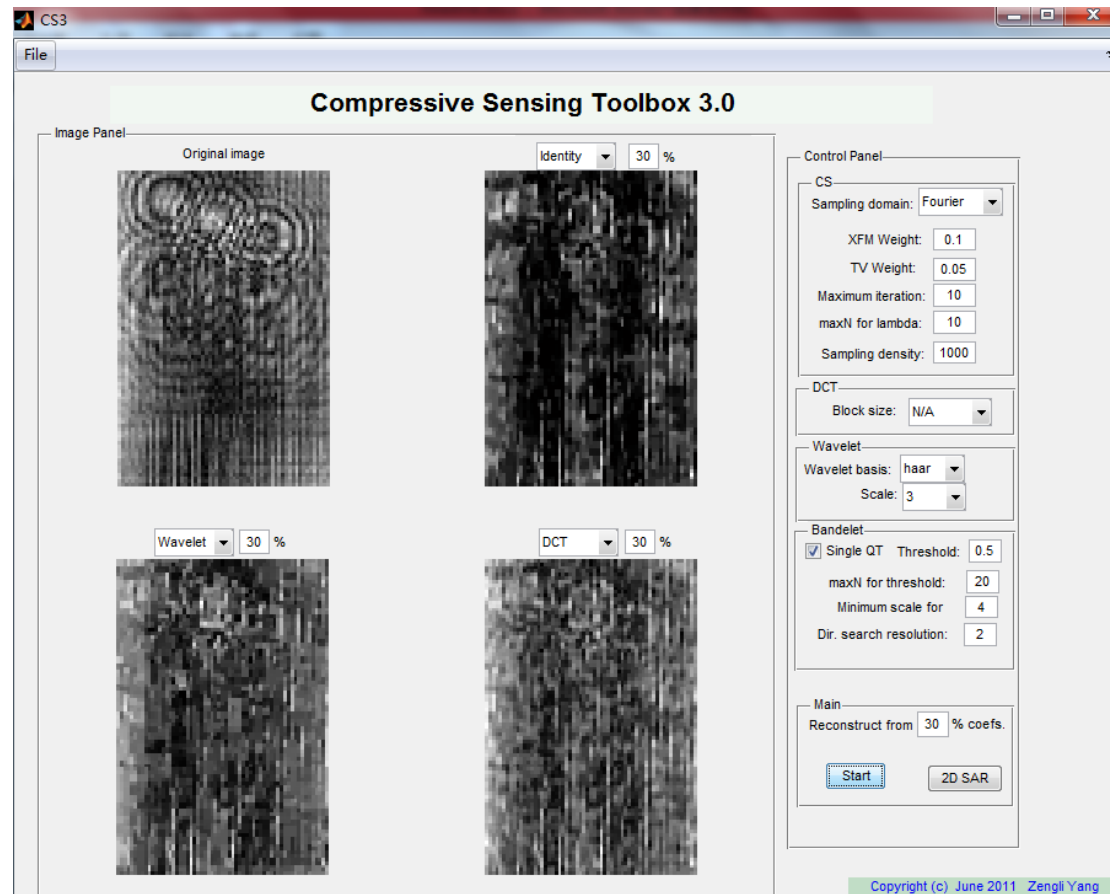 CS3
File
Compressive Sensing Toolbox 3.0
Image Panel
Original image
Identity 30 %
Wavelet 30 %
DCT 30 %
Control Panel
CS
Sampling domain: Fourier
XFM Weight: 0.1
TV Weight: 0.05
Maximum iteration: 10
maxN for lambda: 10
Sampling density: 1000
DCT
Block size: N/A
Wavelet
Wavelet basis: haar
Scale: 3
Bandelet
Single QT Threshold: 0.5
maxN for threshold: 20
Minimum scale for 4
Dir. search resolution: 2
Main
Reconstruct from 30 % coefs.
Start 2D SAR
Copyright (c) June 2011 Zengli Yang